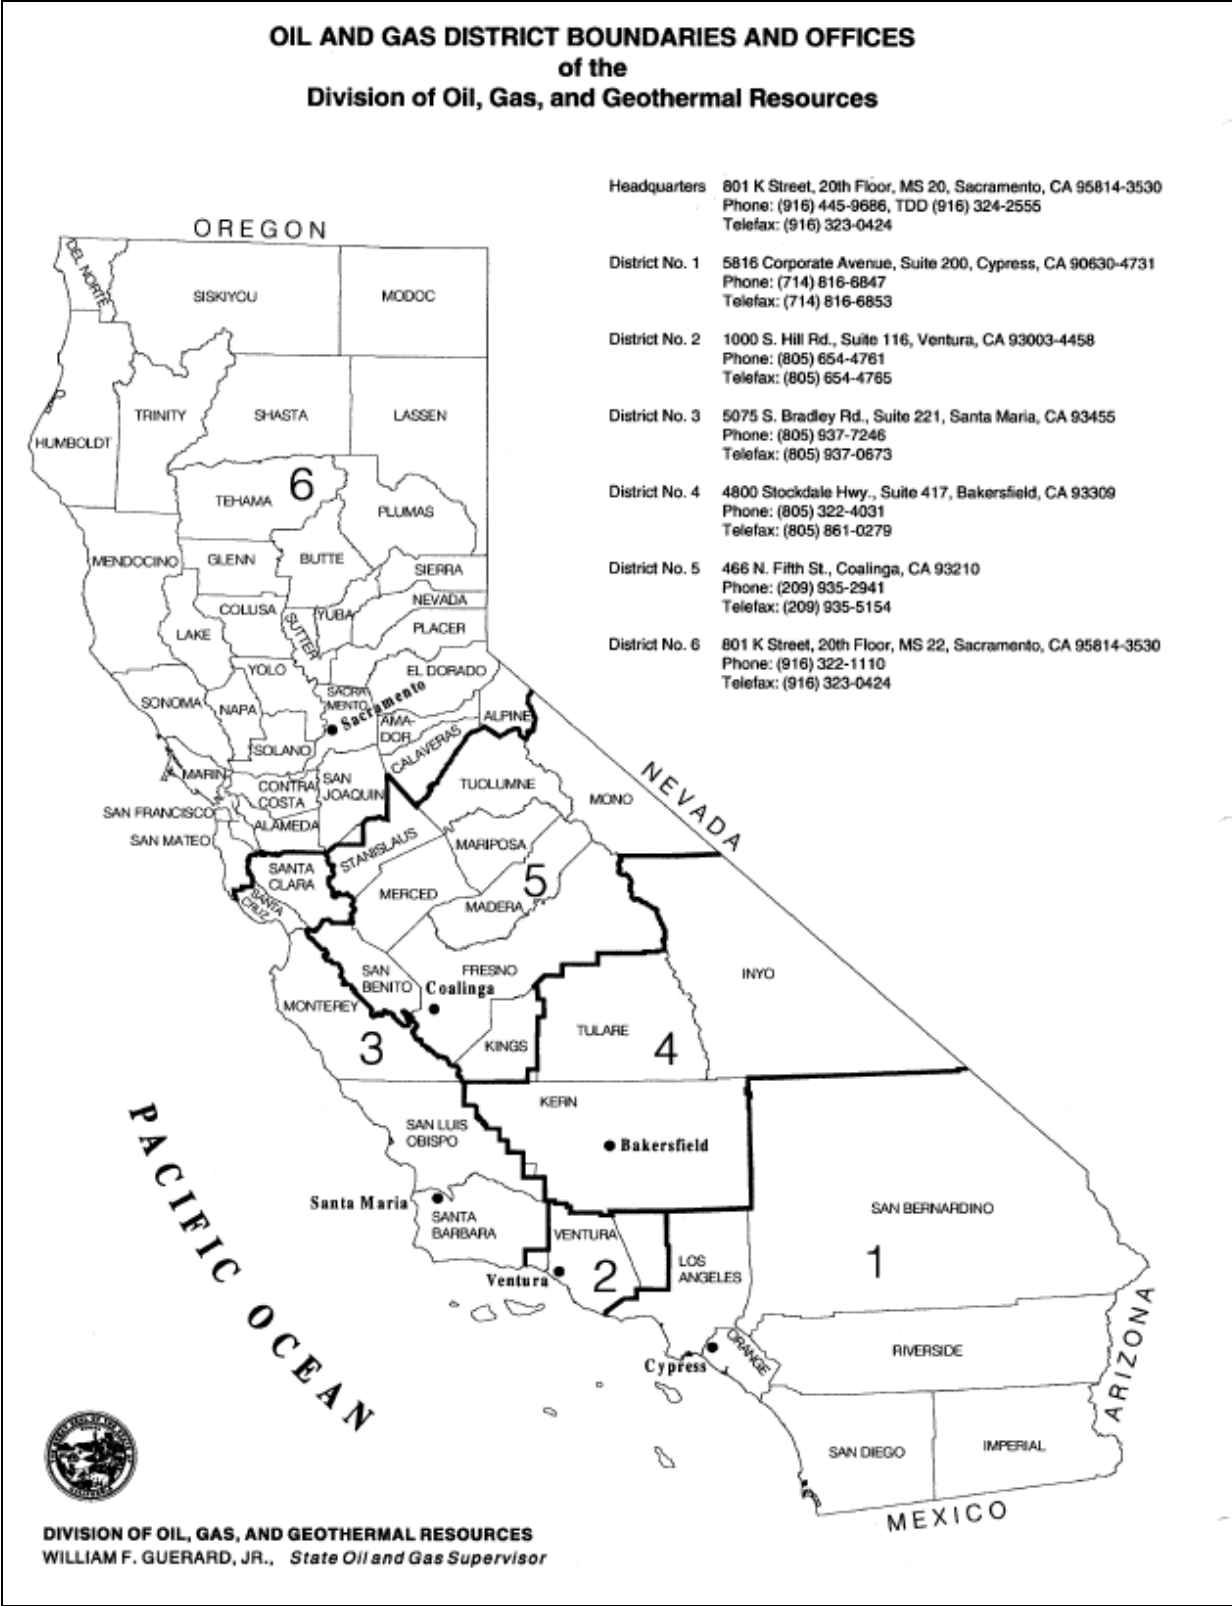 OIL AND GAS DISTRICT BOUNDARIES AND OFFICES
of the
Division of Oil, Gas, and Geothermal Resources
Headquarters 801 K Street, 20th Floor, MS 20, Sacramento, CA 95814-3530
Phone: (916) 445-9686, TDD (916) 324-2555
Telefax: (916) 323-0424
District No. 1 5816 Corporate Avenue, Suite 200, Cypress, CA 90630-4731
Phone: (714) 816-6847
Telefax: (714) 816-6853
District No. 2 1000 S. Hill Rd., Suite 116, Ventura, CA 93003-4458
Phone: (805) 654-4761
Telefax: (805) 654-4765
District No. 3 5075 S. Bradley Rd., Suite 221, Santa Maria, CA 93455
Phone: (805) 937-7246
Telefax: (805) 937-0673
District No. 4 4800 Stockdale Hwy., Suite 417, Bakersfield, CA 93309
Phone: (805) 322-4031
Telefax: (805) 861-0279
District No. 5 466 N. Fifth St., Coalinga, CA 93210
Phone: (209) 935-2941
Telefax: (209) 935-5154
District No. 6 801 K Street, 20th Floor, MS 22, Sacramento, CA 95814-3530
Phone: (916) 322-1110
Telefax: (916) 323-0424
OREGON
DEL NORTE
SISKIYOU
MODOC
HUMBOLDT
TRINITY
SHASTA
LASSEN
TEHAMA
6
PLUMAS
MENDOCINO
GLENN
BUTTE
SIERRA
COLUSA
SUTTER
YUBA
NEVADA
LAKE
PLACER
YOLO
EL DORADO
SONOMA
NAPA
SACRA
MENTO
Sacramento
AMA-
DOR
ALPINE
SOLANO
CALAVERAS
MARIN
CONTRA
COSTA
SAN
JOAQUIN
TUOLUMNE
MONO
NEVADA
SAN FRANCISCO
ALAMEDA
SAN MATEO
STANISLAUS
MARIPOSA
SANTA
CLARA
5
SANTA
CRUZ
MERCED
MADERA
SAN
BENITO
FRESNO
Coalinga
INYO
MONTEREY
3
KINGS
TULARE
4
KERN
SAN LUIS
OBISPO
Bakersfield
PACIFIC OCEAN
Santa Maria
SANTA
BARBARA
VENTURA
SAN BERNARDINO
Ventura
2
LOS
ANGELES
1
ORANGE
Cypress
RIVERSIDE
ARIZONA
SAN DIEGO
IMPERIAL
MEXICO
DIVISION OF OIL, GAS, AND GEOTHERMAL RESOURCES
WILLIAM F. GUERARD, JR., State Oil and Gas Supervisor